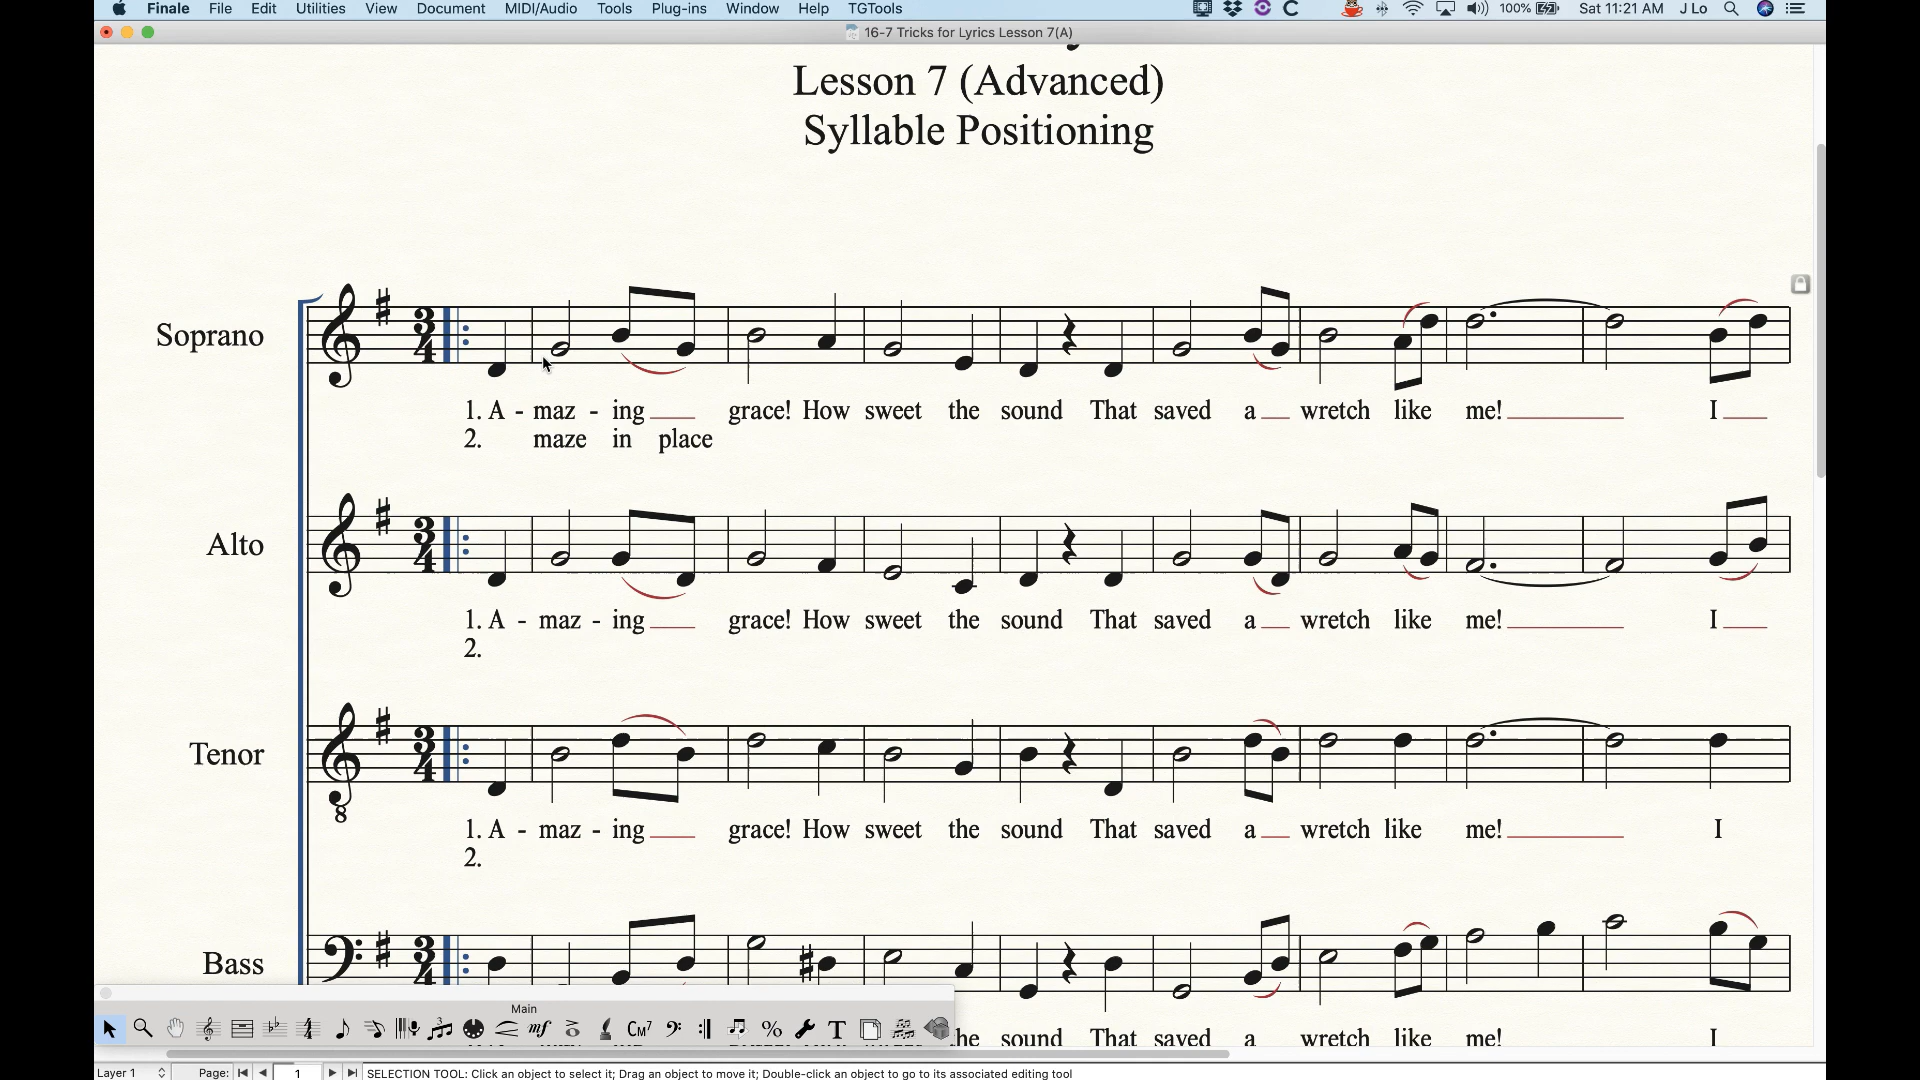 Finale File Edit Utilities View Document MIDI/Audio Tools Plug-ins Window Help TGTools 100% Sat 11:21 AM J Lo
16-7 Tricks for Lyrics Lesson 7(A)
Lesson 7 (Advanced)
Syllable Positioning
Soprano
1. A - maz - ing grace! How sweet the sound That saved a wretch like me! I
2. maze in place
Alto
1. A - maz - ing grace! How sweet the sound That saved a wretch like me! I
2.
Tenor
8
1. A - maz - ing grace! How sweet the sound That saved a wretch like me! I
2.
Bass
Main
the sound That saved a wretch like me! I
Layer 1 Page: 1 SELECTION TOOL: Click an object to select it; Drag an object to move it; Double-click an object to go to its associated editing tool